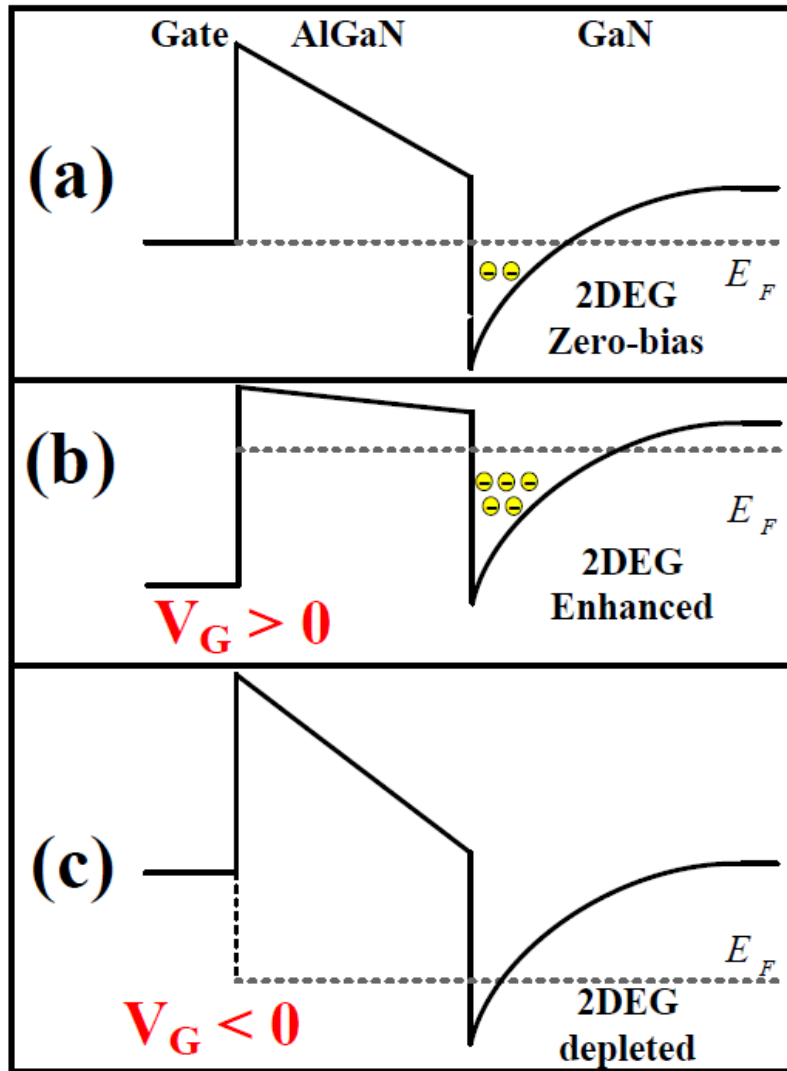 Gate AlGaN GaN
(a)
E_F
2DEG
Zero-bias
(b)
E_F
2DEG
Enhanced
V_G > 0
(c)
E_F
2DEG
depleted
V_G < 0